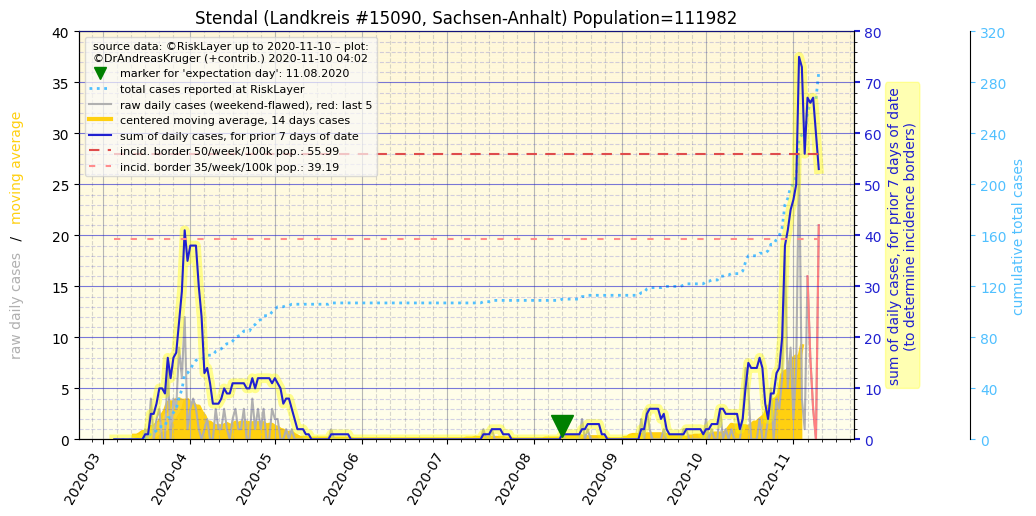 Stendal (Landkreis #15090, Sachsen-Anhalt) Population=111982
source data: ©RiskLayer up to 2020-11-10 – plot:
©DrAndreasKruger (+contrib.) 2020-11-10 04:02
marker for 'expectation day': 11.08.2020
total cases reported at RiskLayer
raw daily cases (weekend-flawed), red: last 5
centered moving average, 14 days cases
sum of daily cases, for prior 7 days of date
incid. border 50/week/100k pop.: 55.99
incid. border 35/week/100k pop.: 39.19
raw daily cases / moving average
40
35
30
25
20
15
10
5
0
80
70
60
50
40
30
20
10
0
sum of daily cases, for prior 7 days of date
(to determine incidence borders)
320
280
240
200
160
120
80
40
0
cumulative total cases
2020-03
2020-04
2020-05
2020-06
2020-07
2020-08
2020-09
2020-10
2020-11